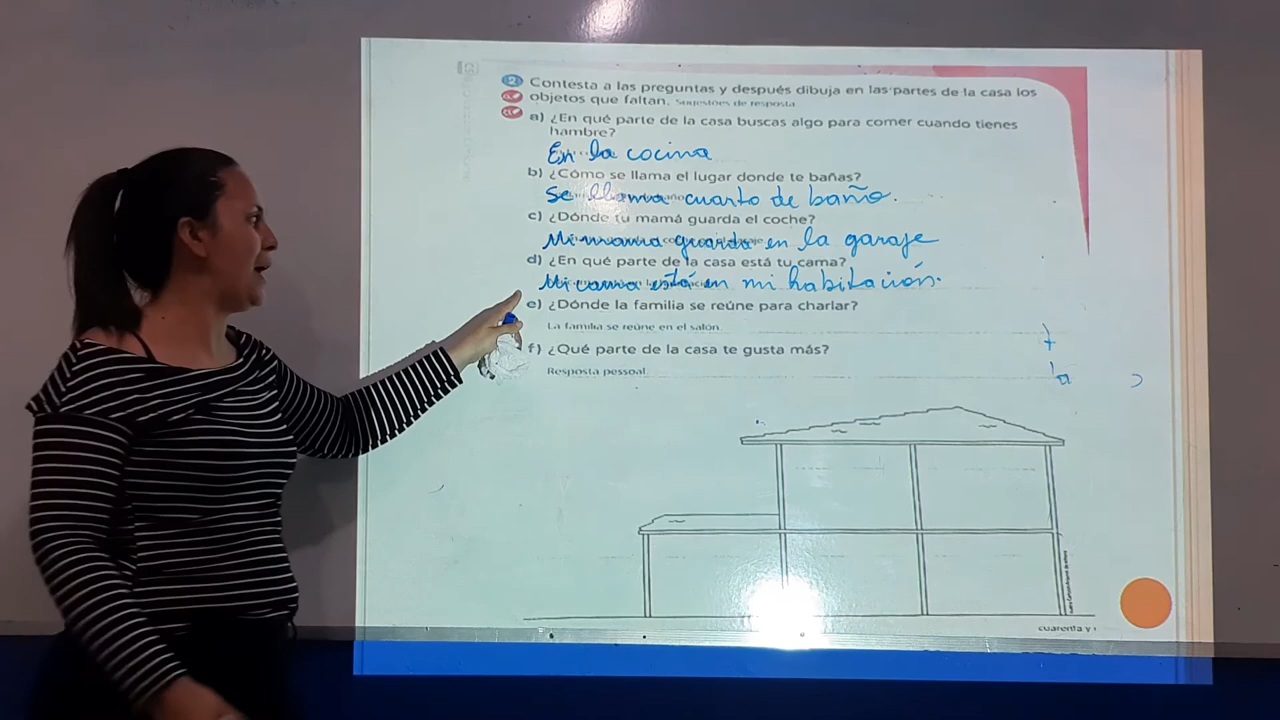 2 Contesta a las preguntas y después dibuja en las partes de la casa los
objetos que faltan. Sugestões de resposta.
a) ¿En qué parte de la casa buscas algo para comer cuando tienes
hambre?
En la cocina
b) ¿Cómo se llama el lugar donde te bañas?
Se llama cuarto de baño.
c) ¿Dónde tu mamá guarda el coche?
Mi mama guarda en la garaje
d) ¿En qué parte de la casa está tu cama?
Mi cama está en mi habitación.
e) ¿Dónde la familia se reúne para charlar?
La familia se reúne en el salón.
f) ¿Qué parte de la casa te gusta más?
Resposta pessoal.
cuarenta y